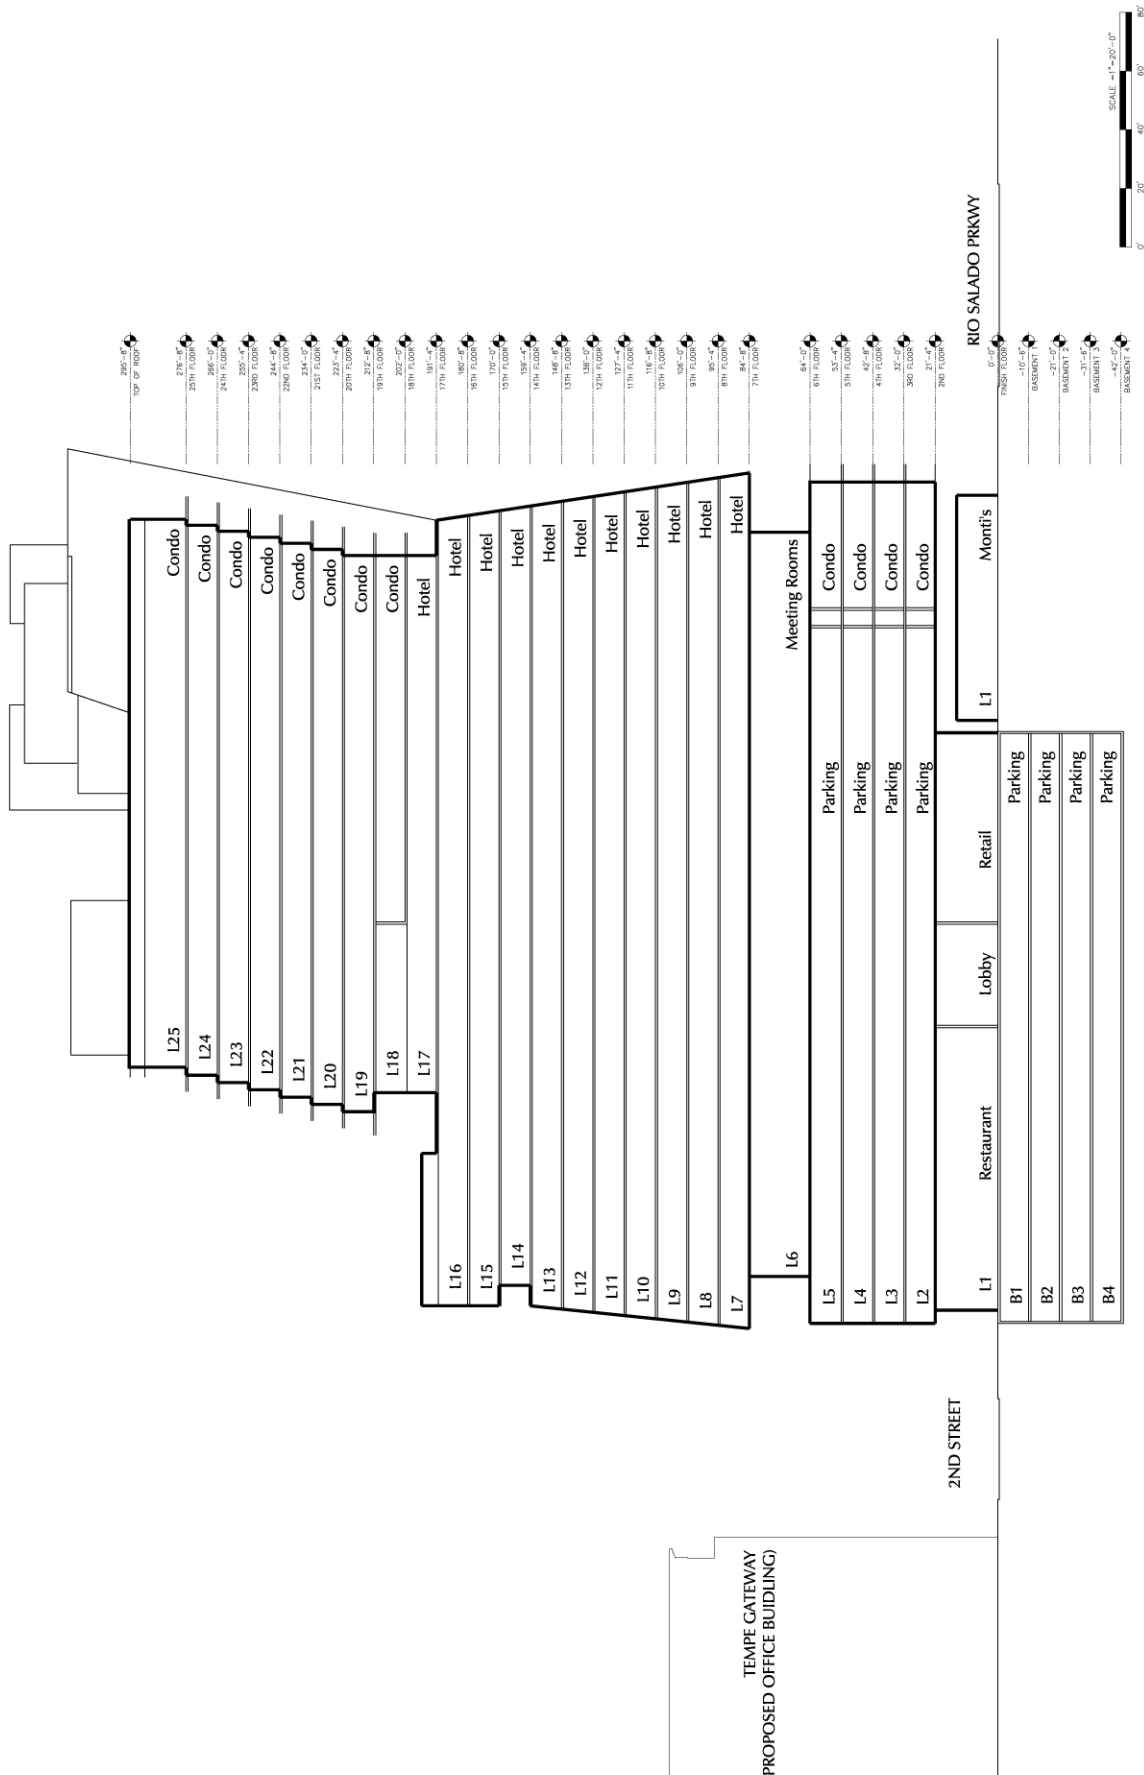 295'-8"
TOP OF ROOF
276'-8"
25TH FLOOR
266'-0"
24TH FLOOR
255'-4"
23RD FLOOR
244'-8"
22ND FLOOR
234'-0"
21ST FLOOR
223'-4"
20TH FLOOR
212'-8"
19TH FLOOR
202'-0"
18TH FLOOR
191'-4"
17TH FLOOR
180'-8"
16TH FLOOR
170'-0"
15TH FLOOR
159'-4"
14TH FLOOR
148'-8"
13TH FLOOR
138'-0"
12TH FLOOR
127'-4"
11TH FLOOR
116'-8"
10TH FLOOR
106'-0"
9TH FLOOR
95'-4"
8TH FLOOR
84'-8"
7TH FLOOR
64'-0"
6TH FLOOR
53'-4"
5TH FLOOR
42'-8"
4TH FLOOR
32'-0"
3RD FLOOR
21'-4"
2ND FLOOR
0'-0"
FINISH FLOOR
-10'-6"
BASEMENT 1
-21'-0"
BASEMENT 2
-31'-6"
BASEMENT 3
-42'-0"
BASEMENT 4
L25 Condo
L24 Condo
L23 Condo
L22 Condo
L21 Condo
L20 Condo
L19 Condo
L18 Condo
L17 Hotel
L16 Hotel
L15 Hotel
L14 Hotel
L13 Hotel
L12 Hotel
L11 Hotel
L10 Hotel
L9 Hotel
L8 Hotel
L7 Hotel
L6 Meeting Rooms
L5 Parking Condo
L4 Parking Condo
L3 Parking Condo
L2 Parking Condo
L1 Restaurant Lobby Retail L1 Monti's
B1 Parking
B2 Parking
B3 Parking
B4 Parking
TEMPE GATEWAY
PROPOSED OFFICE BUIDLING)
2ND STREET
RIO SALADO PRKWY
SCALE -1"=20'-0"
0' 20' 40' 60' 80'